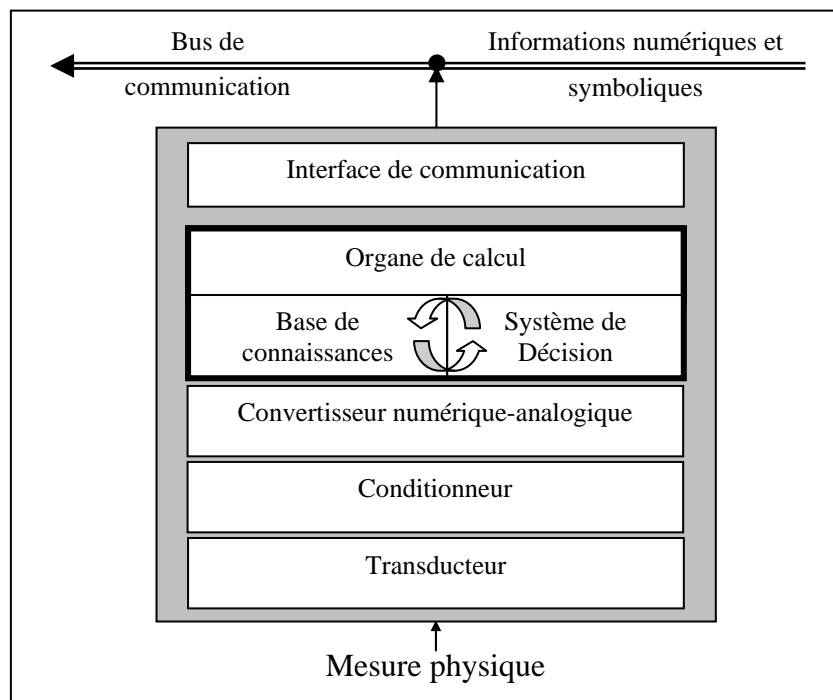 Bus de
communication
Informations numériques et
symboliques
Interface de communication
Organe de calcul
Base de
connaissances
Système de
Décision
Convertisseur numérique-analogique
Conditionneur
Transducteur
Mesure physique